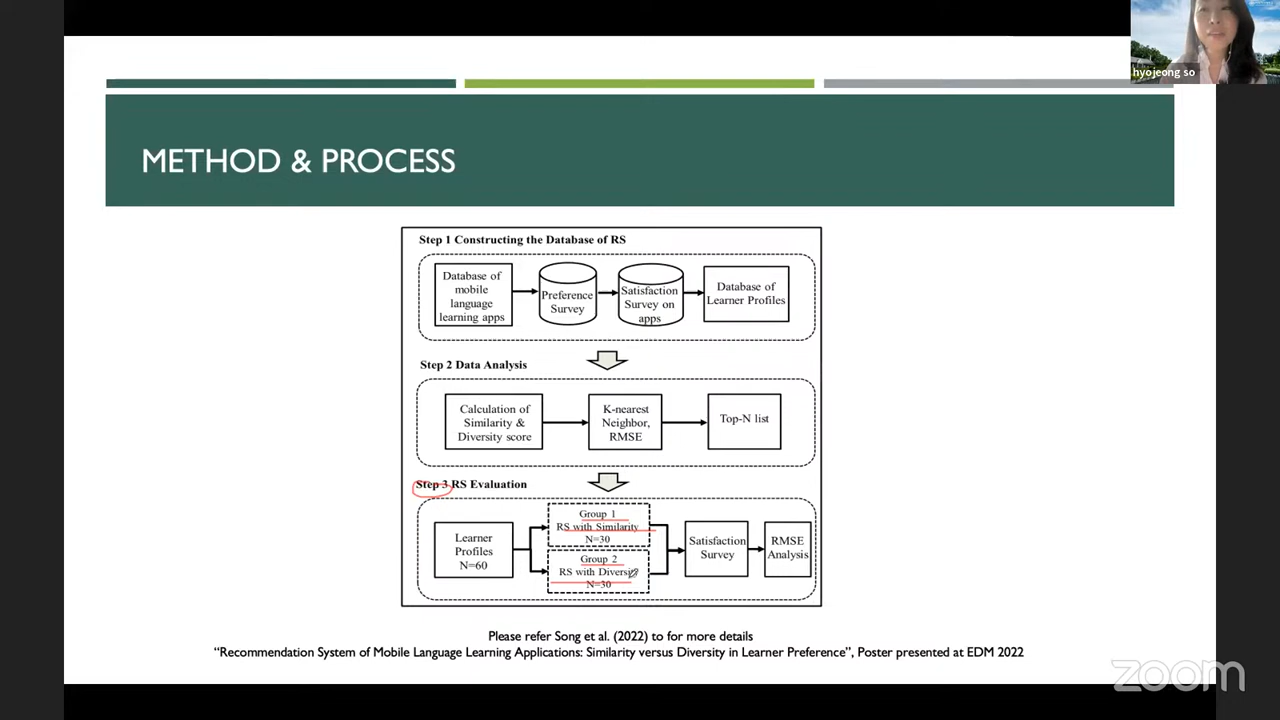 hyojeong so
METHOD & PROCESS
Step 1 Constructing the Database of RS
Database of
mobile
language
learning apps
Preference
Survey
Satisfaction
Survey on
apps
Database of
Learner Profiles
Step 2 Data Analysis
Calculation of
Similarity &
Diversity score
K-nearest
Neighbor,
RMSE
Top-N list
Step 3 RS Evaluation
Learner
Profiles
N=60
Group 1
RS with Similarity
N=30
Group 2
RS with Diversity
N=30
Satisfaction
Survey
RMSE
Analysis
Please refer Song et al. (2022) to for more details
“Recommendation System of Mobile Language Learning Applications: Similarity versus Diversity in Learner Preference”, Poster presented at EDM 2022
zoom